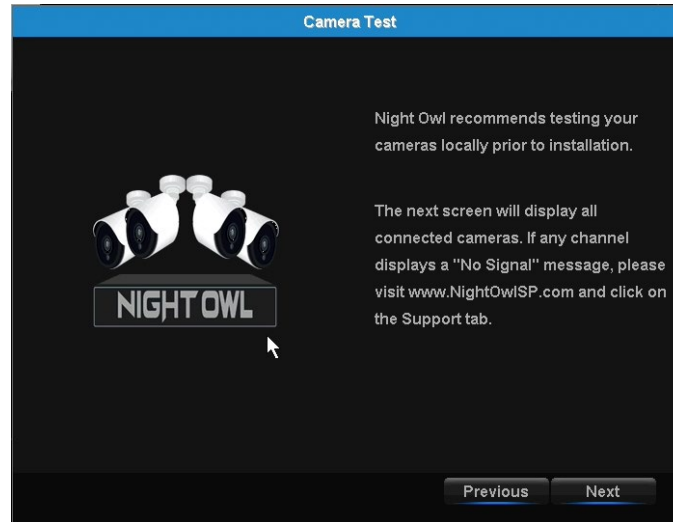 Camera Test
Night Owl recommends testing your
cameras locally prior to installation.
The next screen will display all
connected cameras. If any channel
displays a "No Signal" message, please
visit www.NightOwlSP.com and click on
the Support tab.
NIGHT OWL
Previous
Next